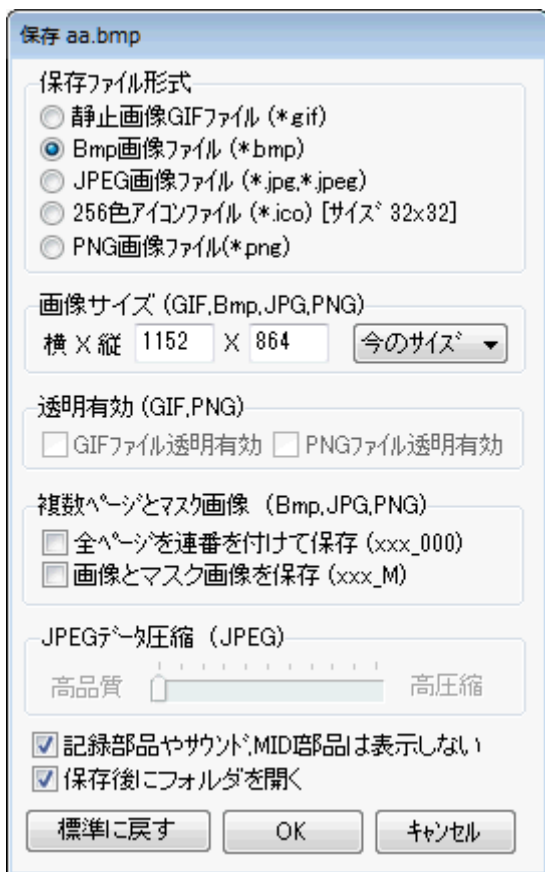 保存 aa.bmp
保存ファイル形式
静止画像GIFファイル (*.gif)
Bmp画像ファイル (*.bmp)
JPEG画像ファイル (*.jpg,*.jpeg)
256色アイコンファイル (*.ico) [サイズ 32x32]
PNG画像ファイル(*.png)
画像サイズ (GIF,Bmp,JPG,PNG)
横 X 縦 1152 X 864 今のサイズ
透明有効 (GIF,PNG)
GIFファイル透明有効 PNGファイル透明有効
複数ページとマスク画像 (Bmp,JPG,PNG)
全ページを連番を付けて保存 (xxx_000)
画像とマスク画像を保存 (xxx_M)
JPEGデータ圧縮 (JPEG)
高品質 高圧縮
記録部品やサウンド,MIDI部品は表示しない
保存後にフォルダを開く
標準に戻す OK キャンセル